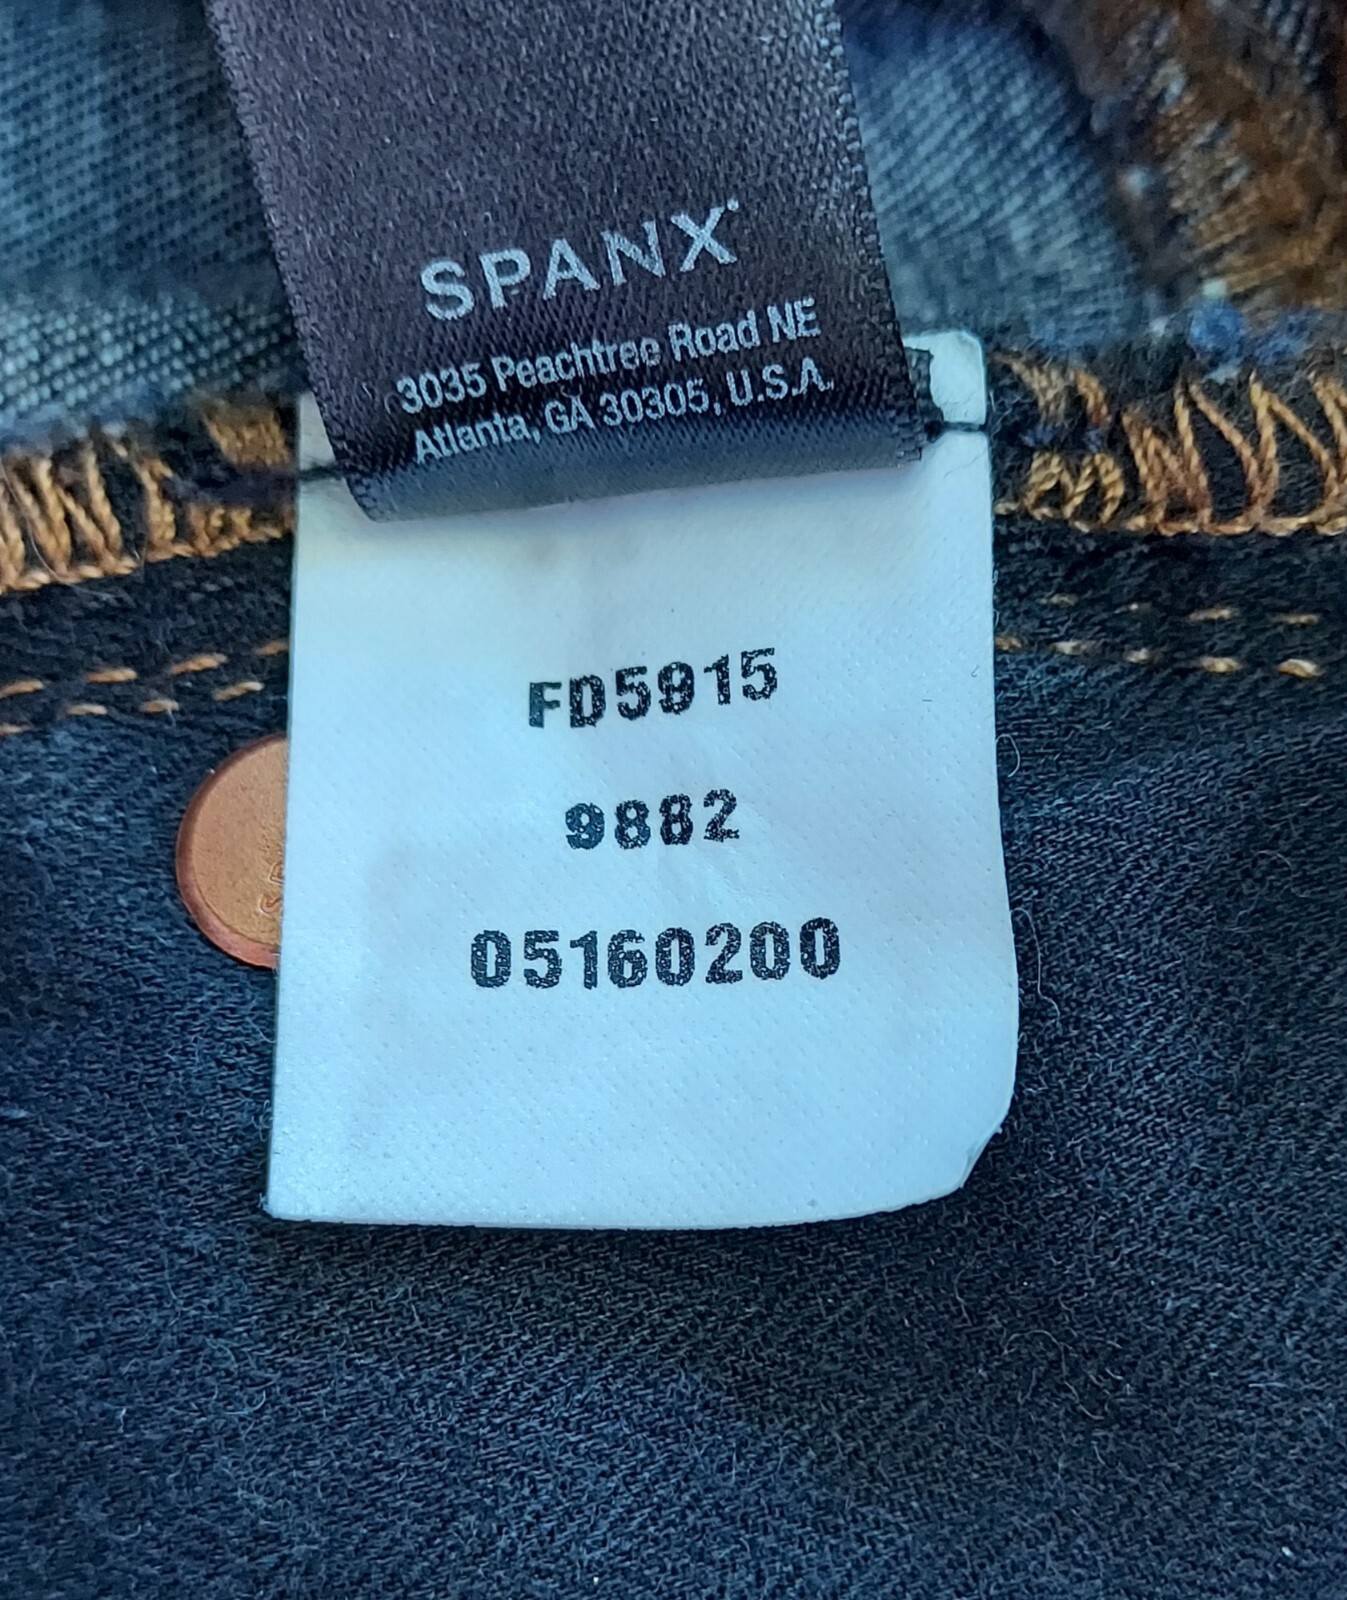 SPANX
3035 Peachtree Road NE
Atlanta, GA 30305, U.S.A.
FD5915
9882
05160200